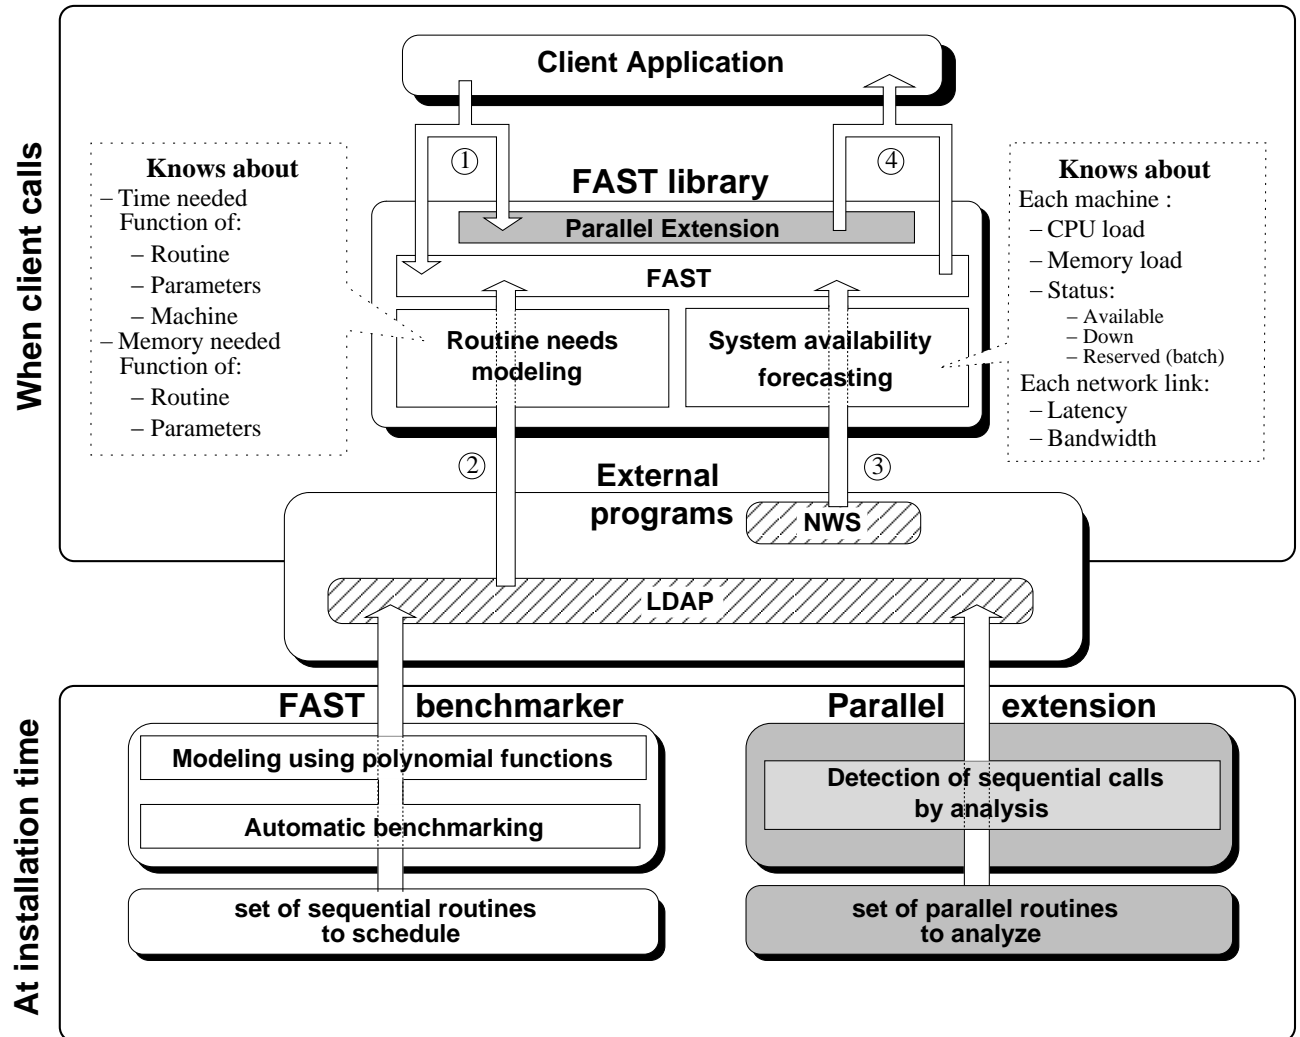 When client calls
Client Application
1
4
Knows about
– Time needed
Function of:
– Routine
– Parameters
– Machine
– Memory needed
Function of:
– Routine
– Parameters
FAST library
Parallel Extension
FAST
Routine needs
modeling
System availability
forecasting
Knows about
Each machine :
– CPU load
– Memory load
– Status:
– Available
– Down
– Reserved (batch)
Each network link:
– Latency
– Bandwidth
2
3
External
programs
NWS
LDAP
At installation time
FAST benchmarker
Modeling using polynomial functions
Automatic benchmarking
set of sequential routines
to schedule
Parallel extension
Detection of sequential calls
by analysis
set of parallel routines
to analyze